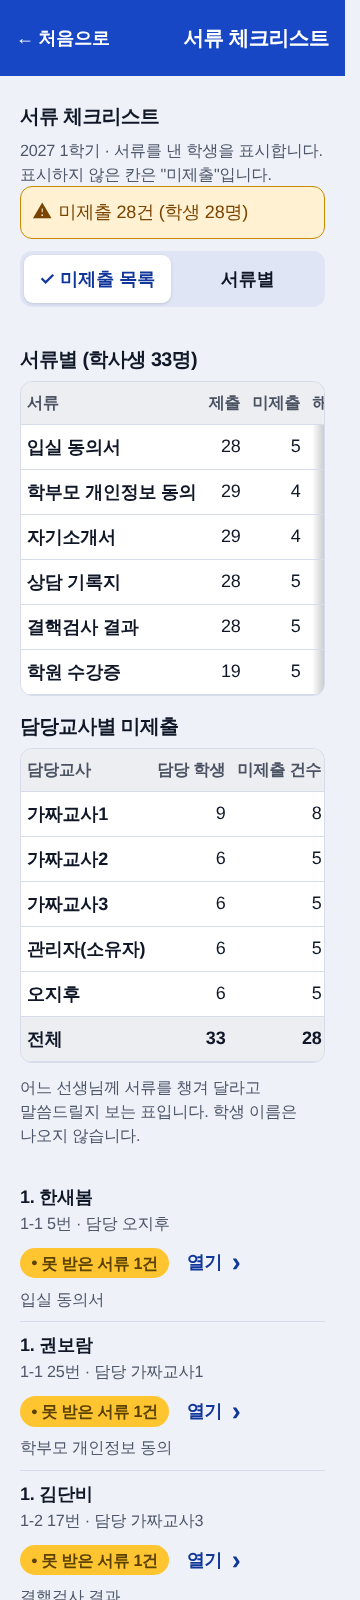 ← 처음으로 서류 체크리스트
서류 체크리스트
2027 1학기 · 서류를 낸 학생을 표시합니다.
표시하지 않은 칸은 "미제출"입니다.
미제출 28건 (학생 28명)
✓ 미제출 목록 서류별
서류별 (학사생 33명)
서류 제출 미제출
입실 동의서 28 5
학부모 개인정보 동의 29 4
자기소개서 29 4
상담 기록지 28 5
결핵검사 결과 28 5
학원 수강증 19 5
담당교사별 미제출
담당교사 담당 학생 미제출 건수
가짜교사1 9 8
가짜교사2 6 5
가짜교사3 6 5
관리자(소유자) 6 5
오지후 6 5
전체 33 28
어느 선생님께 서류를 챙겨 달라고
말씀드릴지 보는 표입니다. 학생 이름은
나오지 않습니다.
1. 한새봄
1-1 5번 · 담당 오지후
• 못 받은 서류 1건 열기 ›
입실 동의서
1. 권보람
1-1 25번 · 담당 가짜교사1
• 못 받은 서류 1건 열기 ›
학부모 개인정보 동의
1. 김단비
1-2 17번 · 담당 가짜교사3
• 못 받은 서류 1건 열기 ›
결핵검사 결과